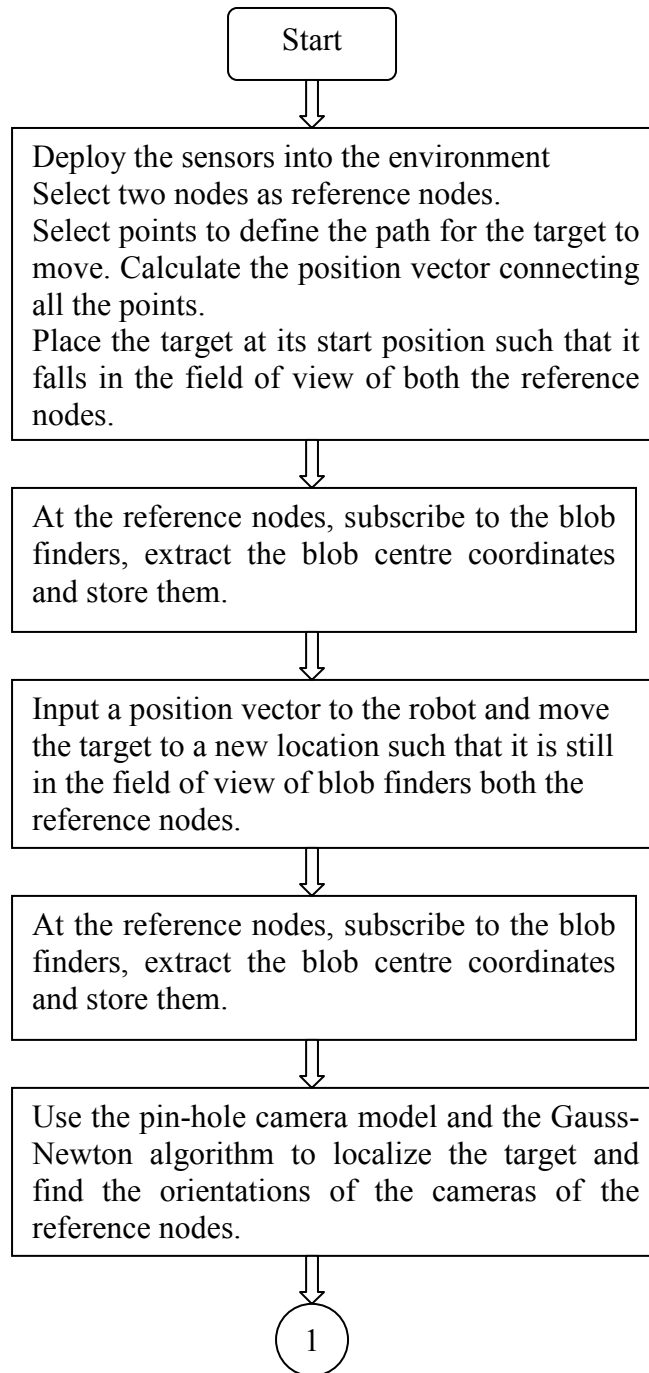 Start
Deploy the sensors into the environment
Select two nodes as reference nodes.
Select points to define the path for the target to
move. Calculate the position vector connecting
all the points.
Place the target at its start position such that it
falls in the field of view of both the reference
nodes.
At the reference nodes, subscribe to the blob
finders, extract the blob centre coordinates
and store them.
Input a position vector to the robot and move
the target to a new location such that it is still
in the field of view of blob finders both the
reference nodes.
At the reference nodes, subscribe to the blob
finders, extract the blob centre coordinates
and store them.
Use the pin-hole camera model and the Gauss-
Newton algorithm to localize the target and
find the orientations of the cameras of the
reference nodes.
1